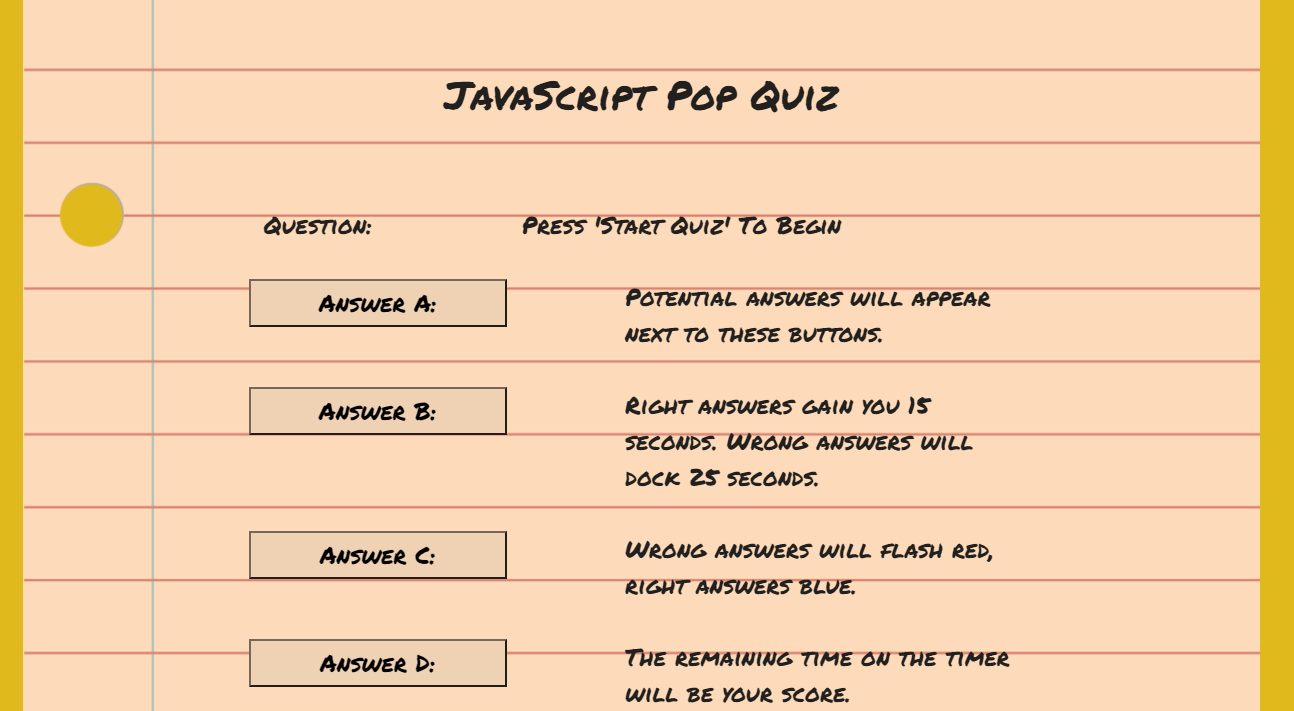 JavaScript Pop Quiz
Question: Press 'Start Quiz' To Begin
Answer A: Potential answers will appear
next to these buttons.
Answer B: Right answers gain you 15
seconds. Wrong answers will
dock 25 seconds.
Answer C: Wrong answers will flash red,
right answers blue.
Answer D: The remaining time on the timer
will be your score.